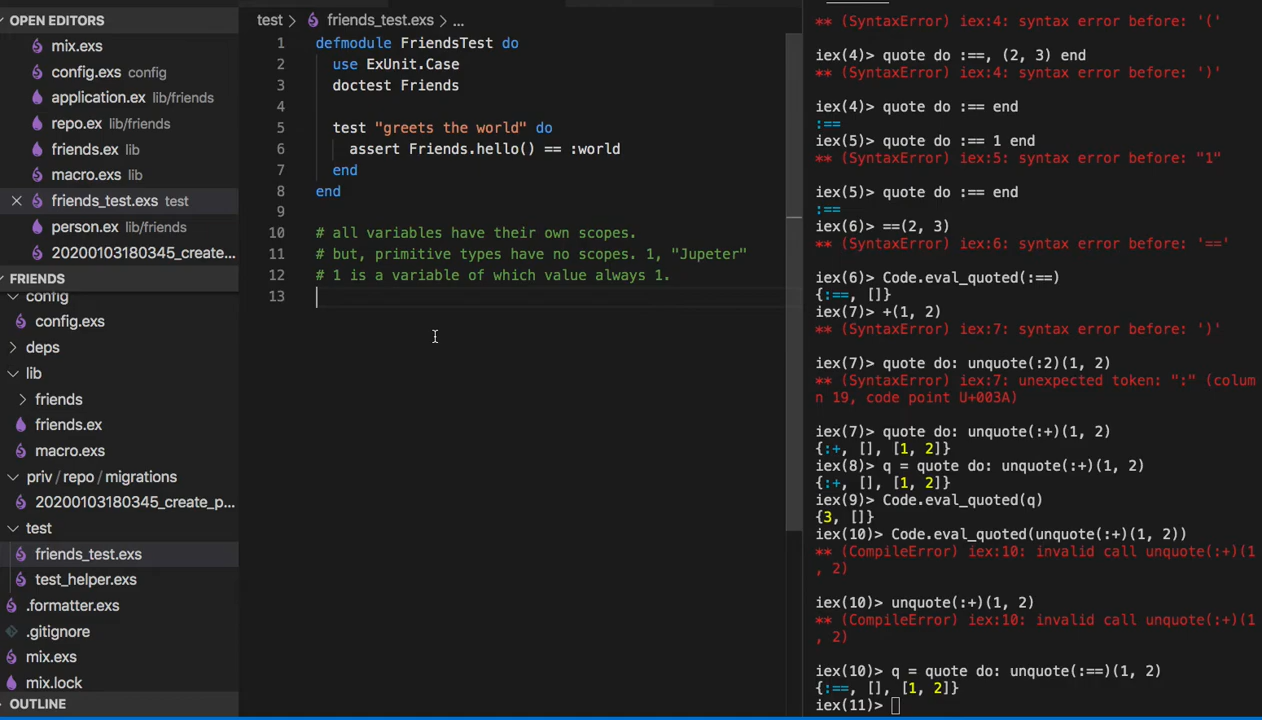 OPEN EDITORS
mix.exs
config.exs config
application.ex lib/friends
repo.ex lib/friends
friends.ex lib
macro.exs lib
friends_test.exs test
person.ex lib/friends
20200103180345_create...
FRIENDS
config
config.exs
deps
lib
friends
friends.ex
macro.exs
priv / repo / migrations
20200103180345_create_p...
test
friends_test.exs
test_helper.exs
.formatter.exs
.gitignore
mix.exs
mix.lock
OUTLINE
test > friends_test.exs > ...
1 defmodule FriendsTest do
2 use ExUnit.Case
3 doctest Friends
4
5 test "greets the world" do
6 assert Friends.hello() == :world
7 end
8 end
9
10 # all variables have their own scopes.
11 # but, primitive types have no scopes. 1, "Jupeter"
12 # 1 is a variable of which value always 1.
13
** (SyntaxError) iex:4: syntax error before: '('
iex(4)> quote do :==, (2, 3) end
** (SyntaxError) iex:4: syntax error before: ')'
iex(4)> quote do :== end
:==
iex(5)> quote do :== 1 end
** (SyntaxError) iex:5: syntax error before: "1"
iex(5)> quote do :== end
:==
iex(6)> ==(2, 3)
** (SyntaxError) iex:6: syntax error before: '=='
iex(6)> Code.eval_quoted(:==)
{:==, []}
iex(7)> +(1, 2)
** (SyntaxError) iex:7: syntax error before: ')'
iex(7)> quote do: unquote(:2)(1, 2)
** (SyntaxError) iex:7: unexpected token: ":" (colum
n 19, code point U+003A)
iex(7)> quote do: unquote(:+)(1, 2)
{:+, [], [1, 2]}
iex(8)> q = quote do: unquote(:+)(1, 2)
{:+, [], [1, 2]}
iex(9)> Code.eval_quoted(q)
{3, []}
iex(10)> Code.eval_quoted(unquote(:+)(1, 2))
** (CompileError) iex:10: invalid call unquote(:+)(1
, 2)
iex(10)> unquote(:+)(1, 2)
** (CompileError) iex:10: invalid call unquote(:+)(1
, 2)
iex(10)> q = quote do: unquote(:==)(1, 2)
{:==, [], [1, 2]}
iex(11)>